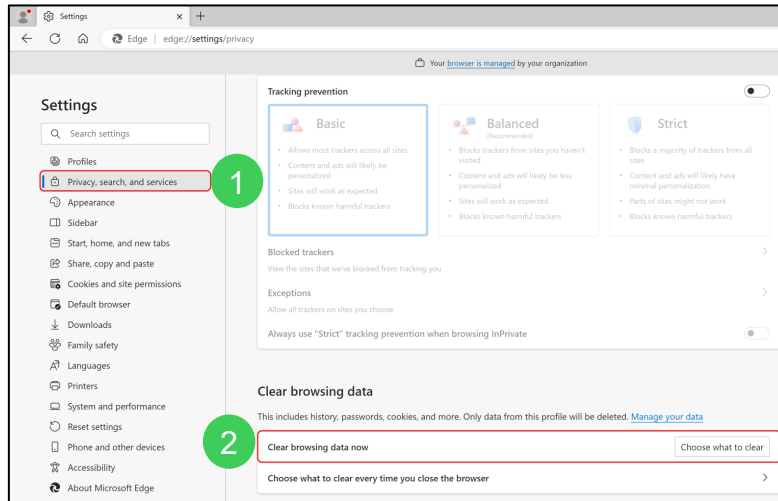 Settings
Edge
edge://settings/privacy
Your browser is managed by your organization
Settings
Search settings
Profiles
Privacy, search, and services
Appearance
Sidebar
Start, home, and new tabs
Share, copy and paste
Cookies and site permissions
Default browser
Downloads
Family safety
Languages
Printers
System and performance
Reset settings
Phone and other devices
Accessibility
About Microsoft Edge
1
Tracking prevention
Basic
• Allows most trackers across all sites
• Content and ads will likely be
personalized
• Sites will work as expected
• Blocks known harmful trackers
Balanced
(Recommended)
• Blocks trackers from sites you haven't
visited
• Content and ads will likely be less
personalized
• Sites will work as expected
• Blocks known harmful trackers
Strict
• Blocks a majority of trackers from all
sites
• Content and ads will likely have
minimal personalization
• Parts of sites might not work
• Blocks known harmful trackers
Blocked trackers
View the sites that we've blocked from tracking you
Exceptions
Allow all trackers on sites you choose
Always use "Strict" tracking prevention when browsing InPrivate
Clear browsing data
This includes history, passwords, cookies, and more. Only data from this profile will be deleted. Manage your data
2
Clear browsing data now
Choose what to clear
Choose what to clear every time you close the browser